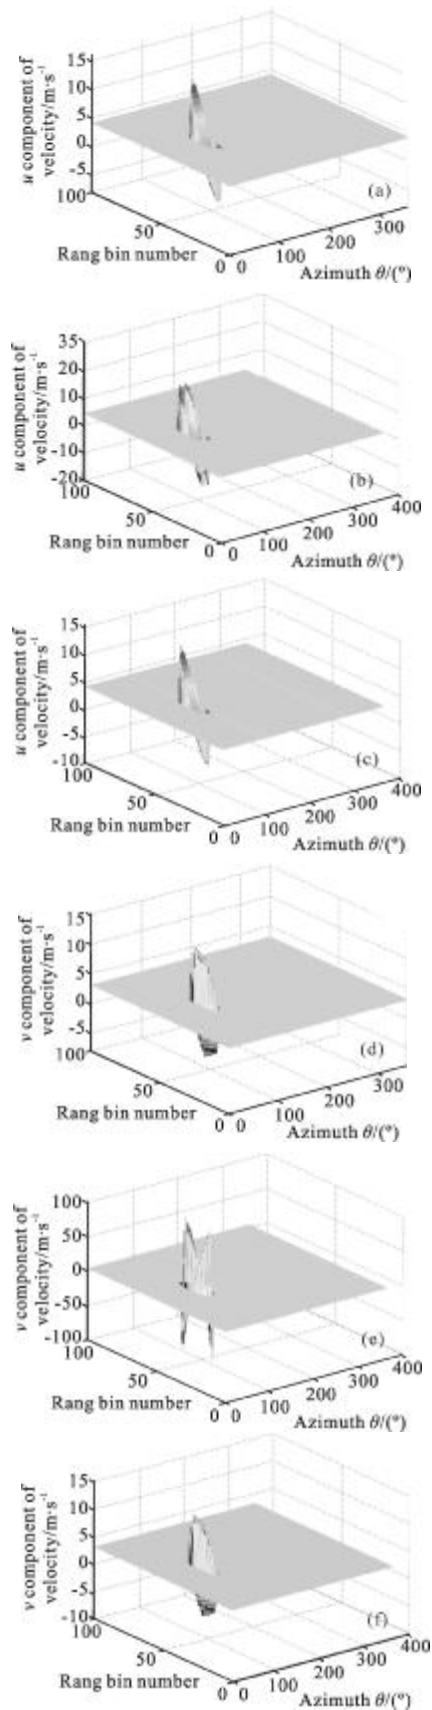 u component of
velocity/m·s⁻¹
15
10
5
0
-5
100
50
0
Rang bin number
0
100
200
300
Azimuth θ/(°)
(a)
u component of
velocity/m·s⁻¹
35
20
10
0
-10
-20
100
50
0
Rang bin number
0
100
200
300
400
Azimuth θ/(°)
(b)
u component of
velocity/m·s⁻¹
15
10
5
0
-5
-10
100
50
0
Rang bin number
0
100
200
300
400
Azimuth θ/(°)
(c)
v component of
velocity/m·s⁻¹
15
10
5
0
-5
100
50
0
Rang bin number
0
100
200
300
Azimuth θ/(°)
(d)
v component of
velocity/m·s⁻¹
100
50
0
-50
-100
100
50
0
Rang bin number
0
100
200
300
400
Azimuth θ/(°)
(e)
v component of
velocity/m·s⁻¹
15
10
5
0
-5
-10
100
50
0
Rang bin number
0
100
200
300
400
Azimuth θ/(°)
(f)